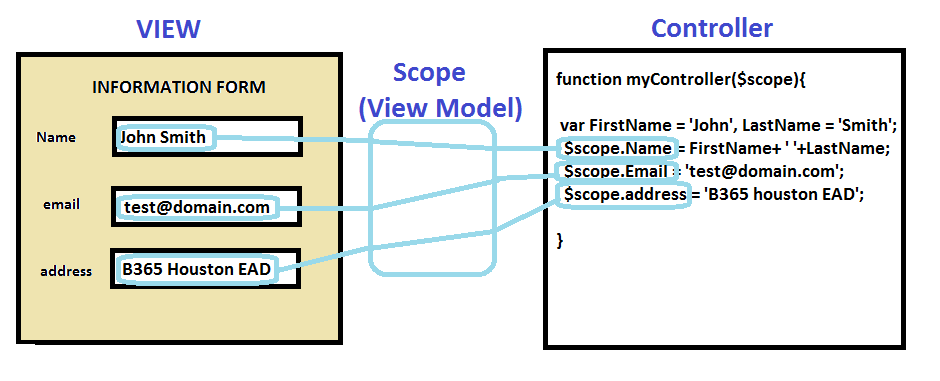 VIEW
INFORMATION FORM
Name
John Smith
email
test@domain.com
address
B365 Houston EAD
Scope
(View Model)
Controller
function myController($scope){
var FirstName = 'John', LastName = 'Smith';
$scope.Name = FirstName+ ' '+LastName;
$scope.Email = 'test@domain.com';
$scope.address = 'B365 houston EAD';
}